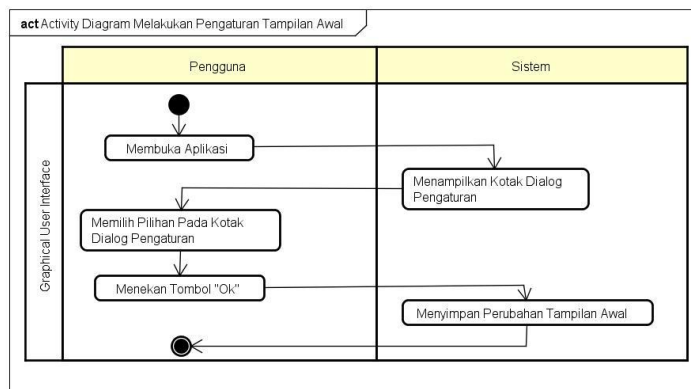 act Activity Diagram Melakukan Pengaturan Tampilan Awal
Pengguna
Sistem
Graphical User Interface
Membuka Aplikasi
Menampilkan Kotak Dialog
Pengaturan
Memilih Pilihan Pada Kotak
Dialog Pengaturan
Menekan Tombol "Ok"
Menyimpan Perubahan Tampilan Awal